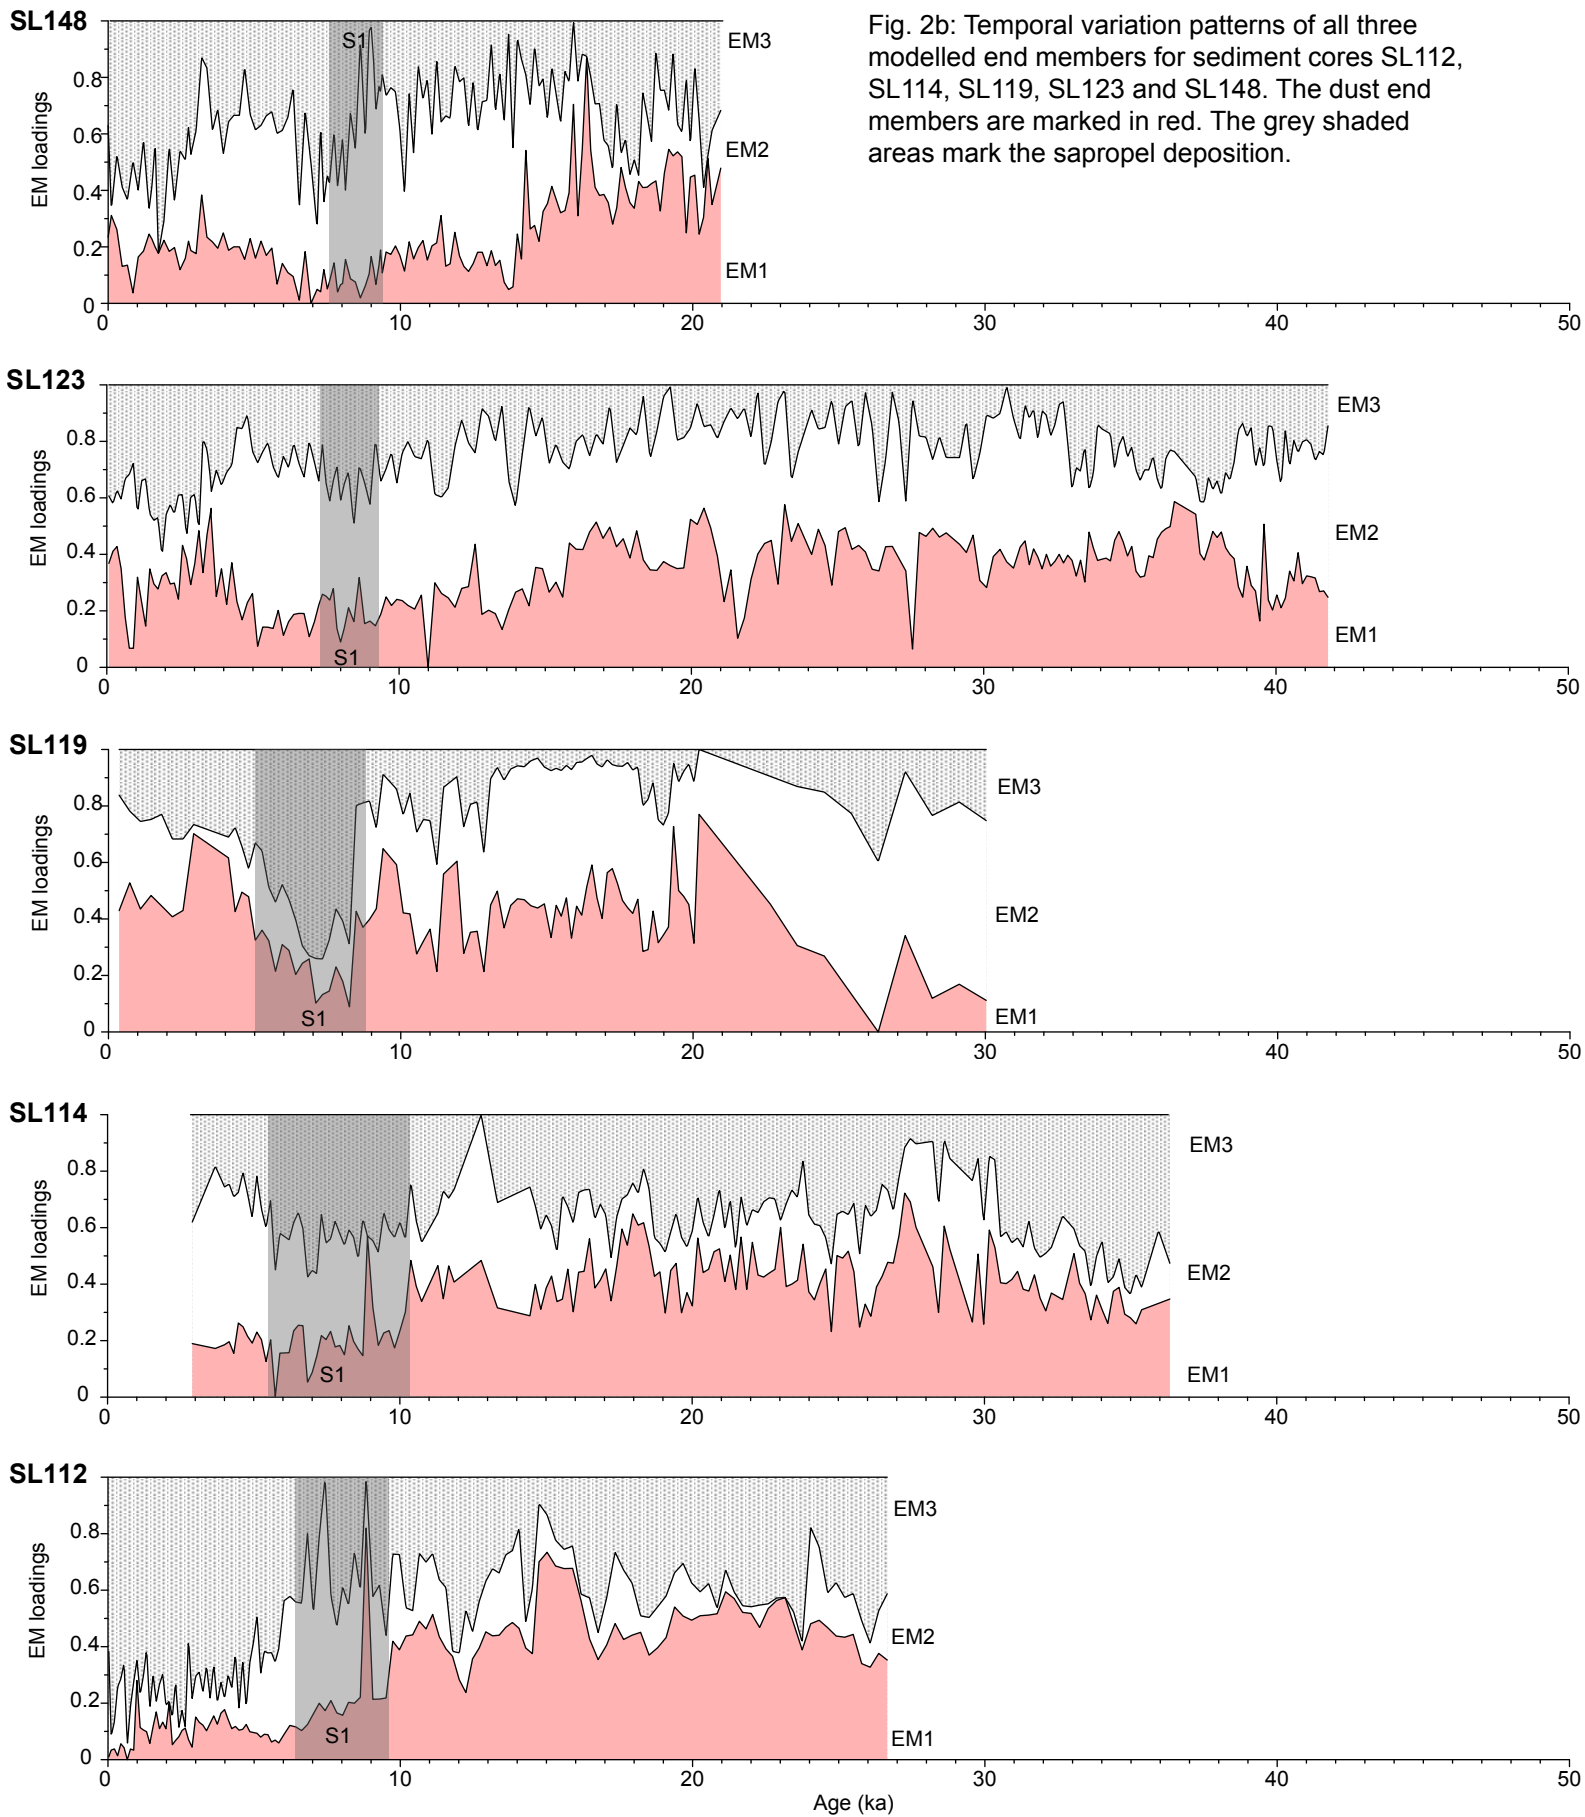 SL148
Fig. 2b: Temporal variation patterns of all three
modelled end members for sediment cores SL112,
SL114, SL119, SL123 and SL148. The dust end
members are marked in red. The grey shaded
areas mark the sapropel deposition.
S1
EM3
EM2
EM1
EM loadings
0.8
0.6
0.4
0.2
0
0 10 20 30 40 50
SL123
EM3
EM2
EM1
EM loadings
0.8
0.6
0.4
0.2
0
S1
0 10 20 30 40 50
SL119
EM3
EM2
EM1
EM loadings
0.8
0.6
0.4
0.2
0
S1
0 10 20 30 40 50
SL114
EM3
EM2
EM1
EM loadings
0.8
0.6
0.4
0.2
0
S1
0 10 20 30 40 50
SL112
EM3
EM2
EM1
EM loadings
0.8
0.6
0.4
0.2
0
S1
0 10 20 30 40 50
Age (ka)